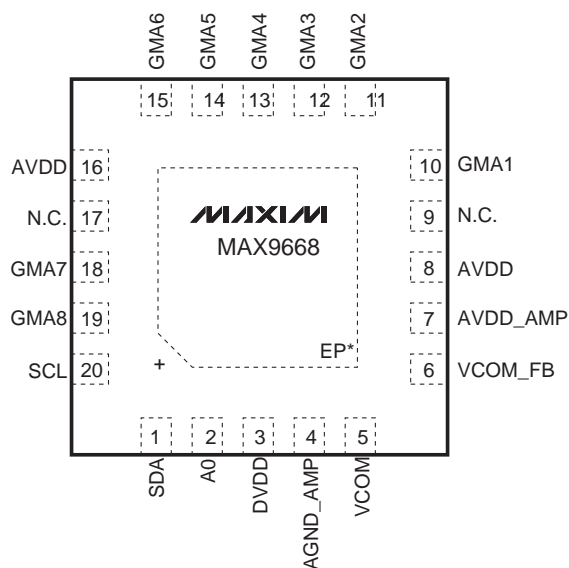 GMA6 GMA5 GMA4 GMA3 GMA2
15 14 13 12 11
AVDD 16
N.C. 17
GMA7 18
GMA8 19
SCL 20
MAXIM
MAX9668
EP*
+
10 GMA1
9 N.C.
8 AVDD
7 AVDD_AMP
6 VCOM_FB
1 2 3 4 5
SDA A0 DVDD AGND_AMP VCOM